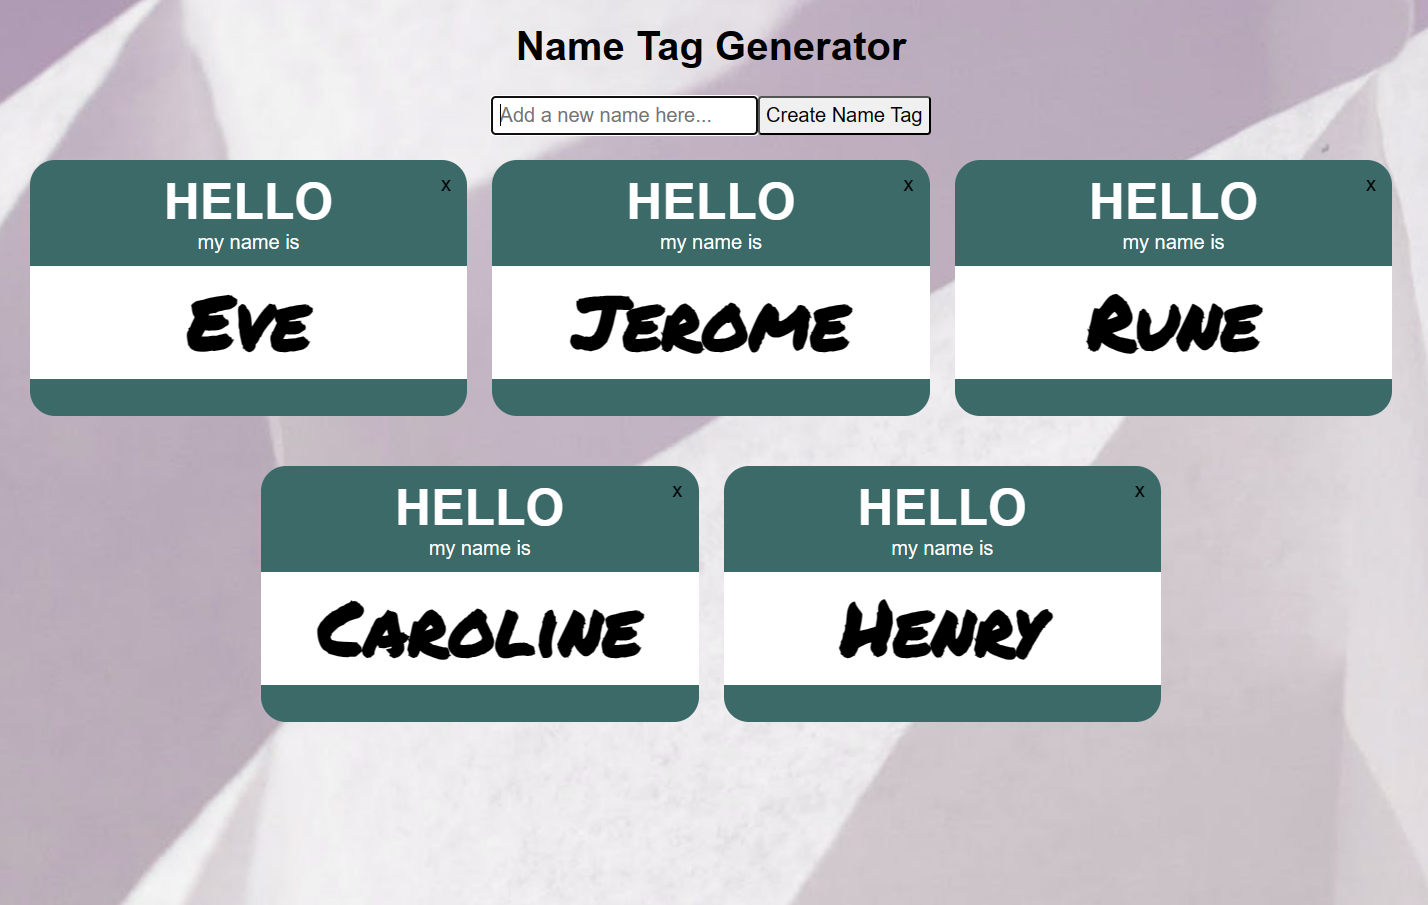 Name Tag Generator
Add a new name here... Create Name Tag
HELLO x
my name is
Eve
HELLO x
my name is
Jerome
HELLO x
my name is
Rune
HELLO x
my name is
Caroline
HELLO x
my name is
Henry